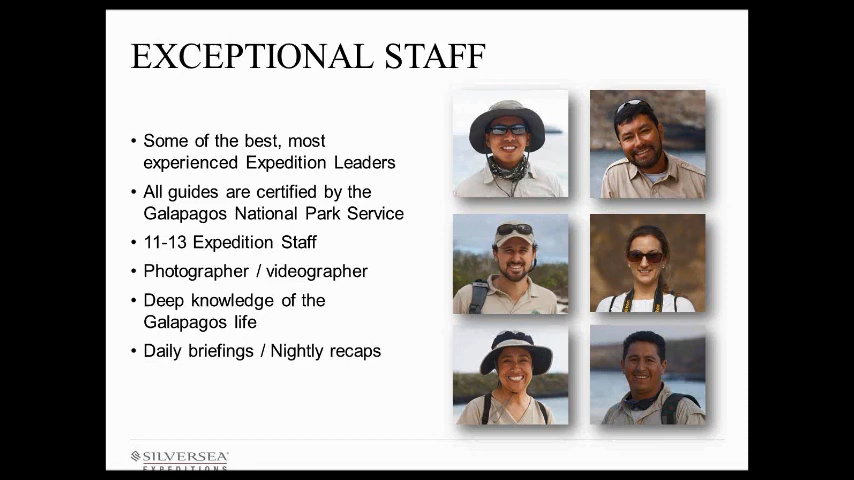 EXCEPTIONAL STAFF
• Some of the best, most
experienced Expedition Leaders
• All guides are certified by the
Galapagos National Park Service
• 11-13 Expedition Staff
• Photographer / videographer
• Deep knowledge of the
Galapagos life
• Daily briefings / Nightly recaps
SILVERSEA
EXPEDITIONS